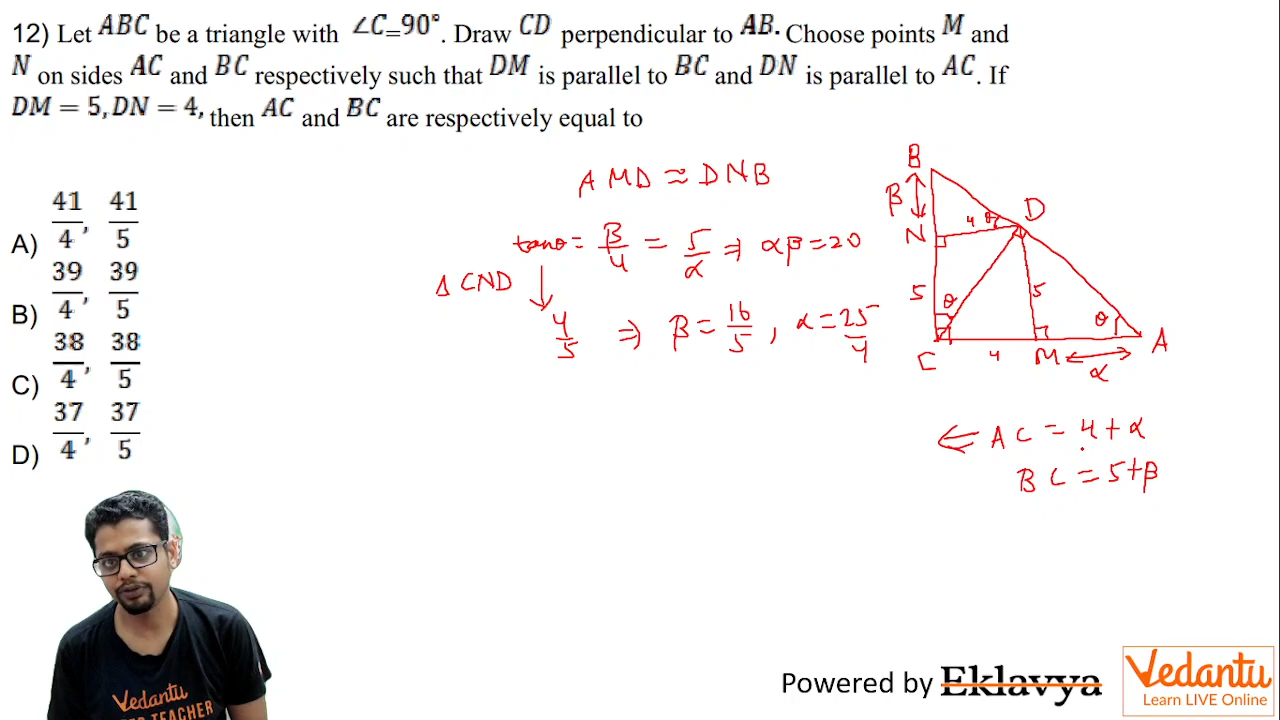 12) Let ABC be a triangle with ∠C=90°. Draw CD perpendicular to AB. Choose points M and
N on sides AC and BC respectively such that DM is parallel to BC and DN is parallel to AC. If
DM = 5, DN = 4, then AC and BC are respectively equal to
A) 41/4, 41/5
B) 39/4, 39/5
C) 38/4, 38/5
D) 37/4, 37/5
AMD ≈ DNB
tanθ = β/4 = 5/α ⇒ αβ = 20
Δ CND
4/5 ⇒ β = 16/5, α = 25/4
B
β
4 θ
D
N
5
θ
5
θ
C
4
M
α
A
⇐ AC = 4 + α
BC = 5 + β
VEDANTU
TEACHER
Powered by Eklavya
Vedantu
Learn LIVE Online